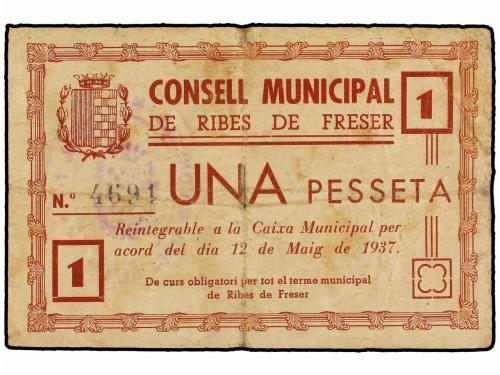 CONSELL MUNICIPAL
DE RIBES DE FRESER
1
N.º 4691 UNA PESSETA
Reintegrable a la Caixa Municipal per
acord del dia 12 de Maig de 1937.
1
De curs obligatori per tot el terme municipal
de Ribes de Freser